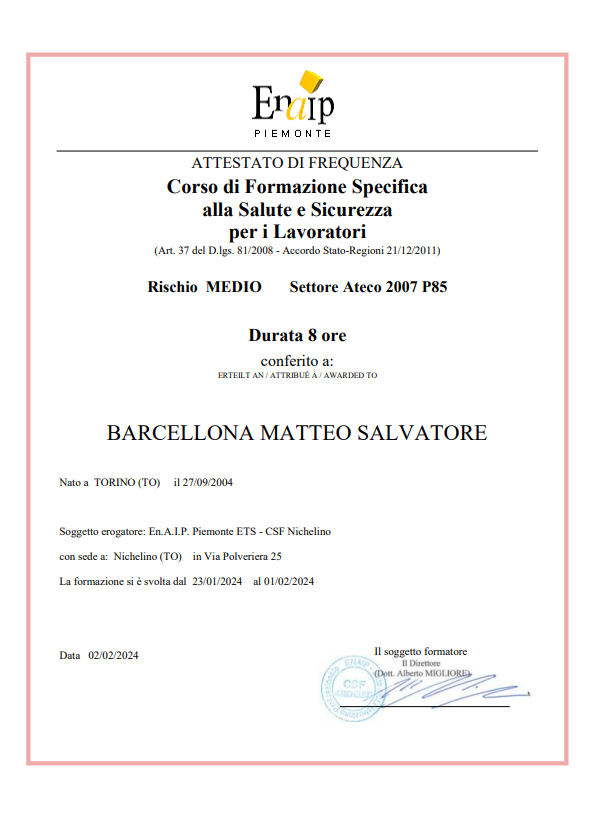 Enaip
PIEMONTE
ATTESTATO DI FREQUENZA
Corso di Formazione Specifica
alla Salute e Sicurezza
per i Lavoratori
(Art. 37 del D.lgs. 81/2008 - Accordo Stato-Regioni 21/12/2011)
Rischio MEDIO Settore Ateco 2007 P85
Durata 8 ore
conferito a:
ERTEILT AN / ATTRIBUÉ À / AWARDED TO
BARCELLONA MATTEO SALVATORE
Nato a TORINO (TO) il 27/09/2004
Soggetto erogatore: En.A.I.P. Piemonte ETS - CSF Nichelino
con sede a: Nichelino (TO) in Via Polveriera 25
La formazione si è svolta dal 23/01/2024 al 01/02/2024
Data 02/02/2024
Il soggetto formatore
Il Direttore
(Dott. Alberto MIGLIORE)
ENAIP
CSF